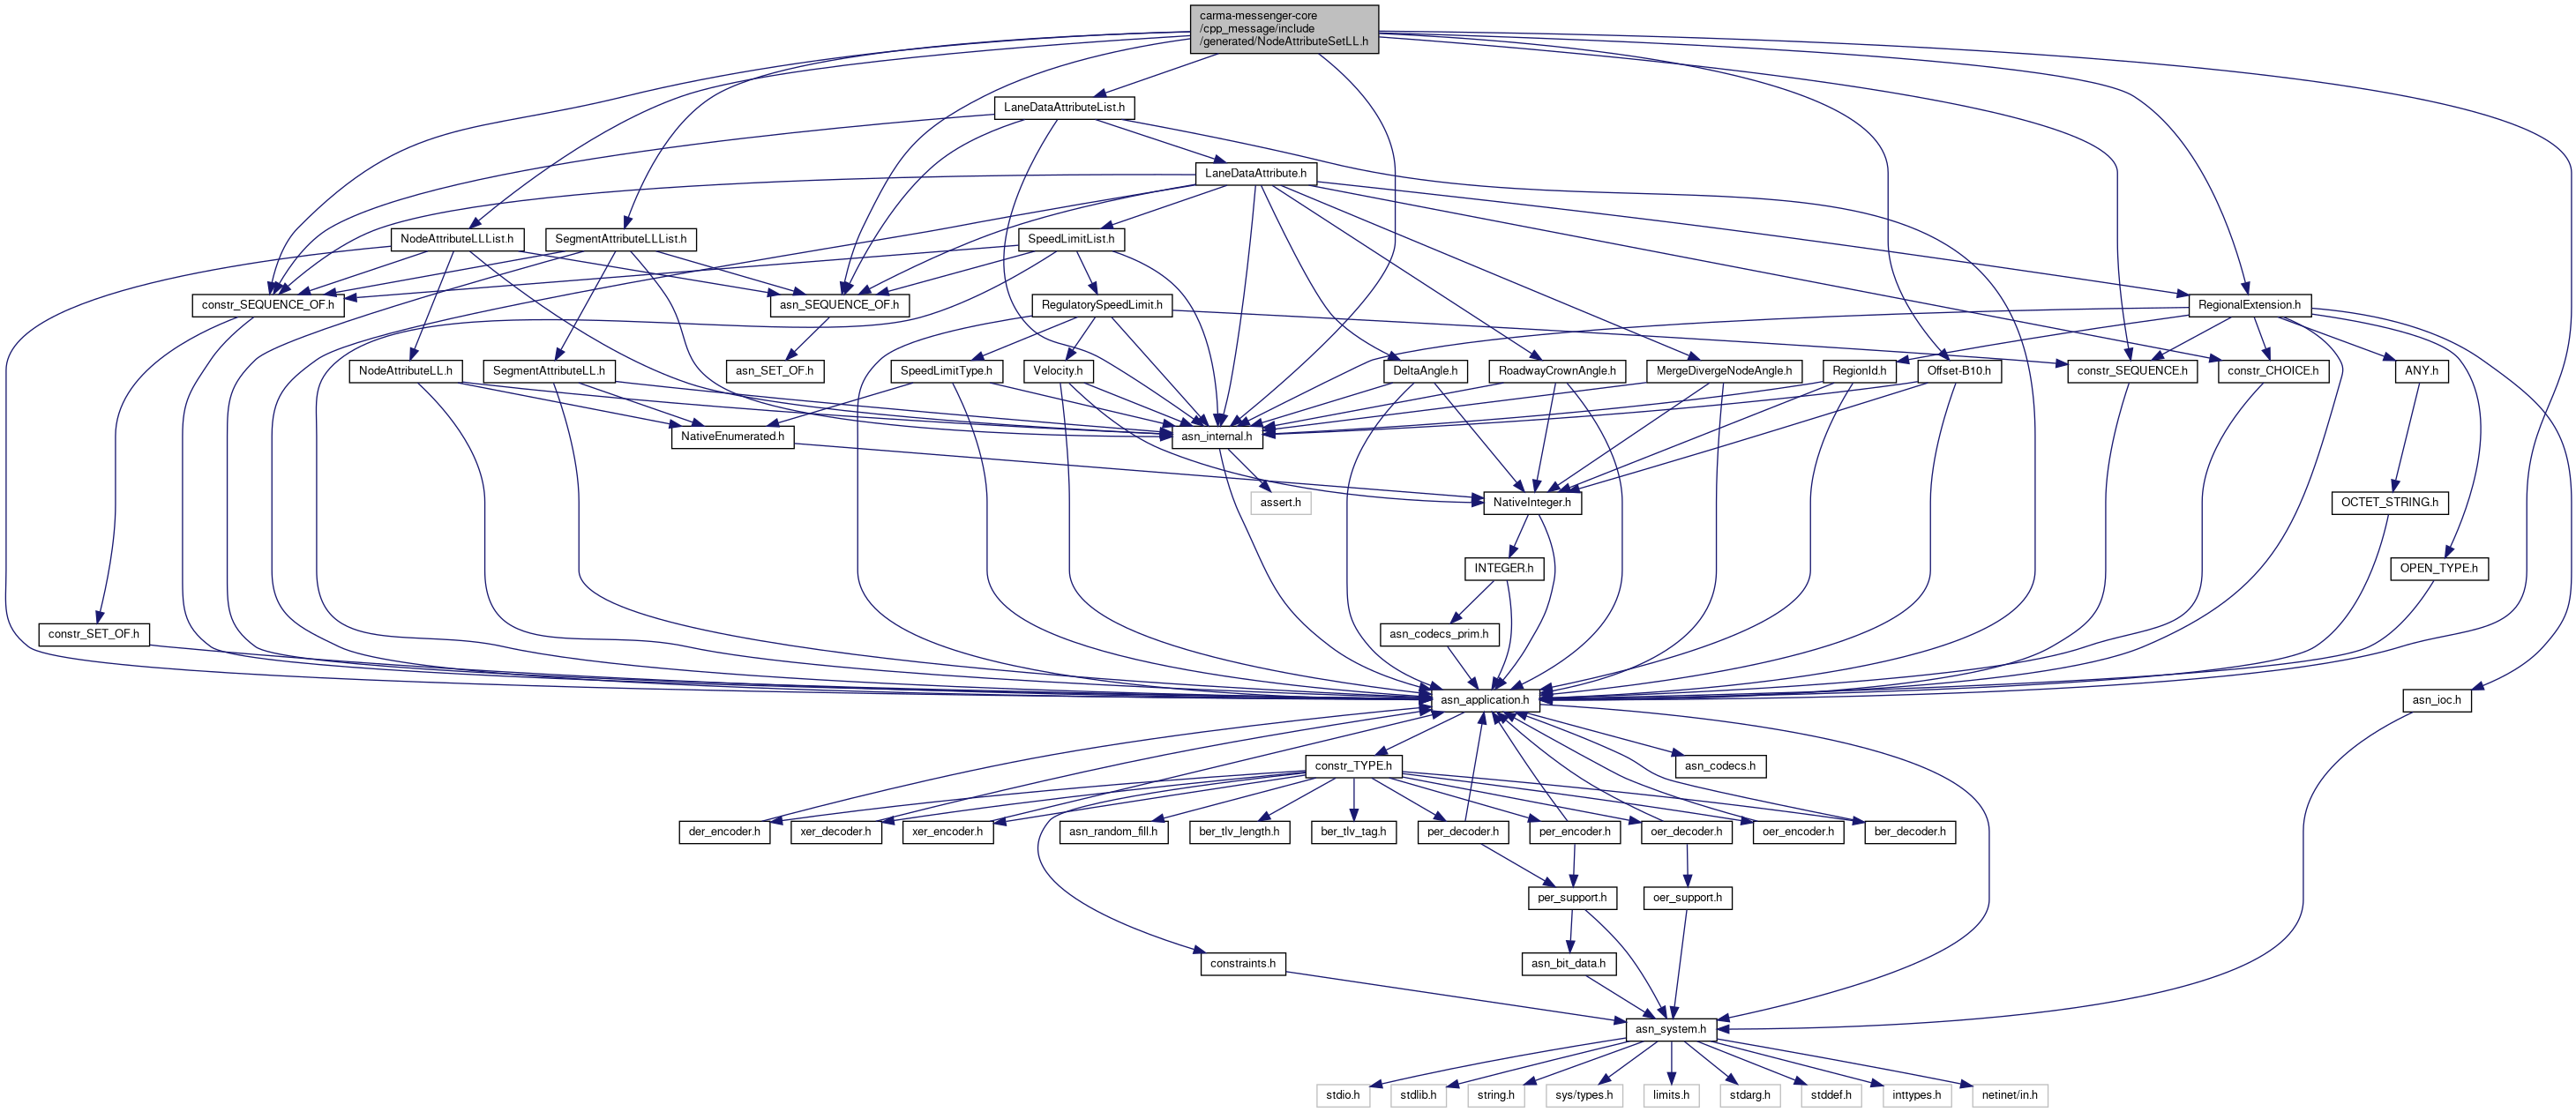 carma-messenger-core
/cpp_message/include
/generated/NodeAttributeSetLL.h
LaneDataAttributeList.h
LaneDataAttribute.h
NodeAttributeLLList.h
SegmentAttributeLLList.h
SpeedLimitList.h
constr_SEQUENCE_OF.h
asn_SEQUENCE_OF.h
RegulatorySpeedLimit.h
RegionalExtension.h
NodeAttributeLL.h
SegmentAttributeLL.h
asn_SET_OF.h
SpeedLimitType.h
Velocity.h
DeltaAngle.h
RoadwayCrownAngle.h
MergeDivergeNodeAngle.h
RegionId.h
Offset-B10.h
constr_SEQUENCE.h
constr_CHOICE.h
ANY.h
NativeEnumerated.h
asn_internal.h
assert.h
NativeInteger.h
OCTET_STRING.h
INTEGER.h
OPEN_TYPE.h
constr_SET_OF.h
asn_codecs_prim.h
asn_application.h
asn_ioc.h
constr_TYPE.h
asn_codecs.h
der_encoder.h
xer_decoder.h
xer_encoder.h
asn_random_fill.h
ber_tlv_length.h
ber_tlv_tag.h
per_decoder.h
per_encoder.h
oer_decoder.h
oer_encoder.h
ber_decoder.h
per_support.h
oer_support.h
constraints.h
asn_bit_data.h
asn_system.h
stdio.h
stdlib.h
string.h
sys/types.h
limits.h
stdarg.h
stddef.h
inttypes.h
netinet/in.h